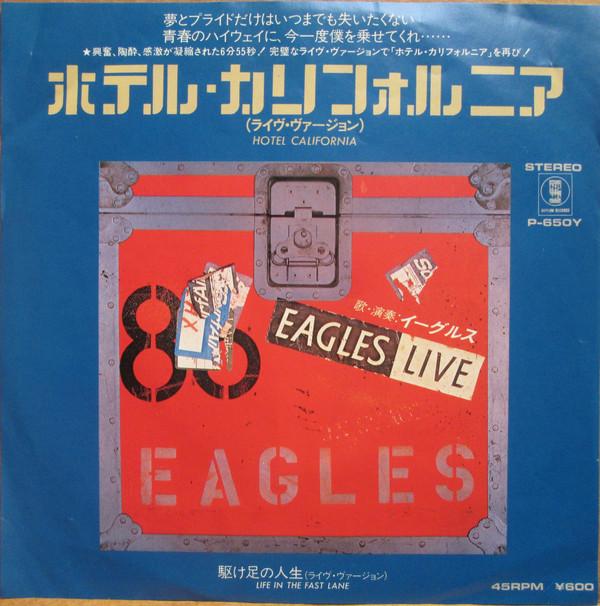 夢とプライドだけはいつまでも失いたくない
青春のハイウェイに、今一度僕を乗せてくれ……
★興奮、陶酔、感激が凝縮された6分55秒! 完璧なライヴ・ヴァージョンで「ホテル・カリフォルニア」を再び!
ホテル・カリフォルニア
(ライヴ・ヴァージョン)
HOTEL CALIFORNIA
STEREO
ASYLUM RECORDS
P-650Y
歌・演奏:イーグルス
EAGLES LIVE
86
EAGLES
駆け足の人生(ライヴ・ヴァージョン)
LIFE IN THE FAST LANE
45RPM ¥600